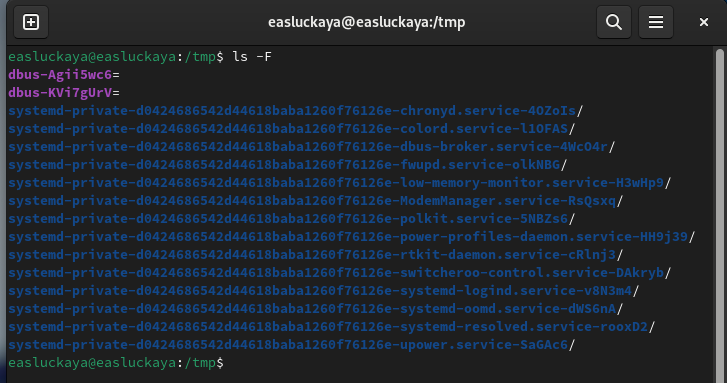 easluckaya@easluckaya:/tmp
easluckaya@easluckaya:/tmp$ ls -F
dbus-Agii5wc6=
dbus-KVi7gUrV=
systemd-private-d0424686542d44618baba1260f76126e-chronyd.service-4OZoIs/
systemd-private-d0424686542d44618baba1260f76126e-colord.service-l1OFAS/
systemd-private-d0424686542d44618baba1260f76126e-dbus-broker.service-4WcO4r/
systemd-private-d0424686542d44618baba1260f76126e-fwupd.service-olkNBG/
systemd-private-d0424686542d44618baba1260f76126e-low-memory-monitor.service-H3wHp9/
systemd-private-d0424686542d44618baba1260f76126e-ModemManager.service-RsQsxq/
systemd-private-d0424686542d44618baba1260f76126e-polkit.service-5NBZs6/
systemd-private-d0424686542d44618baba1260f76126e-power-profiles-daemon.service-HH9j39/
systemd-private-d0424686542d44618baba1260f76126e-rtkit-daemon.service-cRlnj3/
systemd-private-d0424686542d44618baba1260f76126e-switcheroo-control.service-DAkryb/
systemd-private-d0424686542d44618baba1260f76126e-systemd-logind.service-v8N3m4/
systemd-private-d0424686542d44618baba1260f76126e-systemd-oomd.service-dWS6nA/
systemd-private-d0424686542d44618baba1260f76126e-systemd-resolved.service-rooxD2/
systemd-private-d0424686542d44618baba1260f76126e-upower.service-SaGAc6/
easluckaya@easluckaya:/tmp$